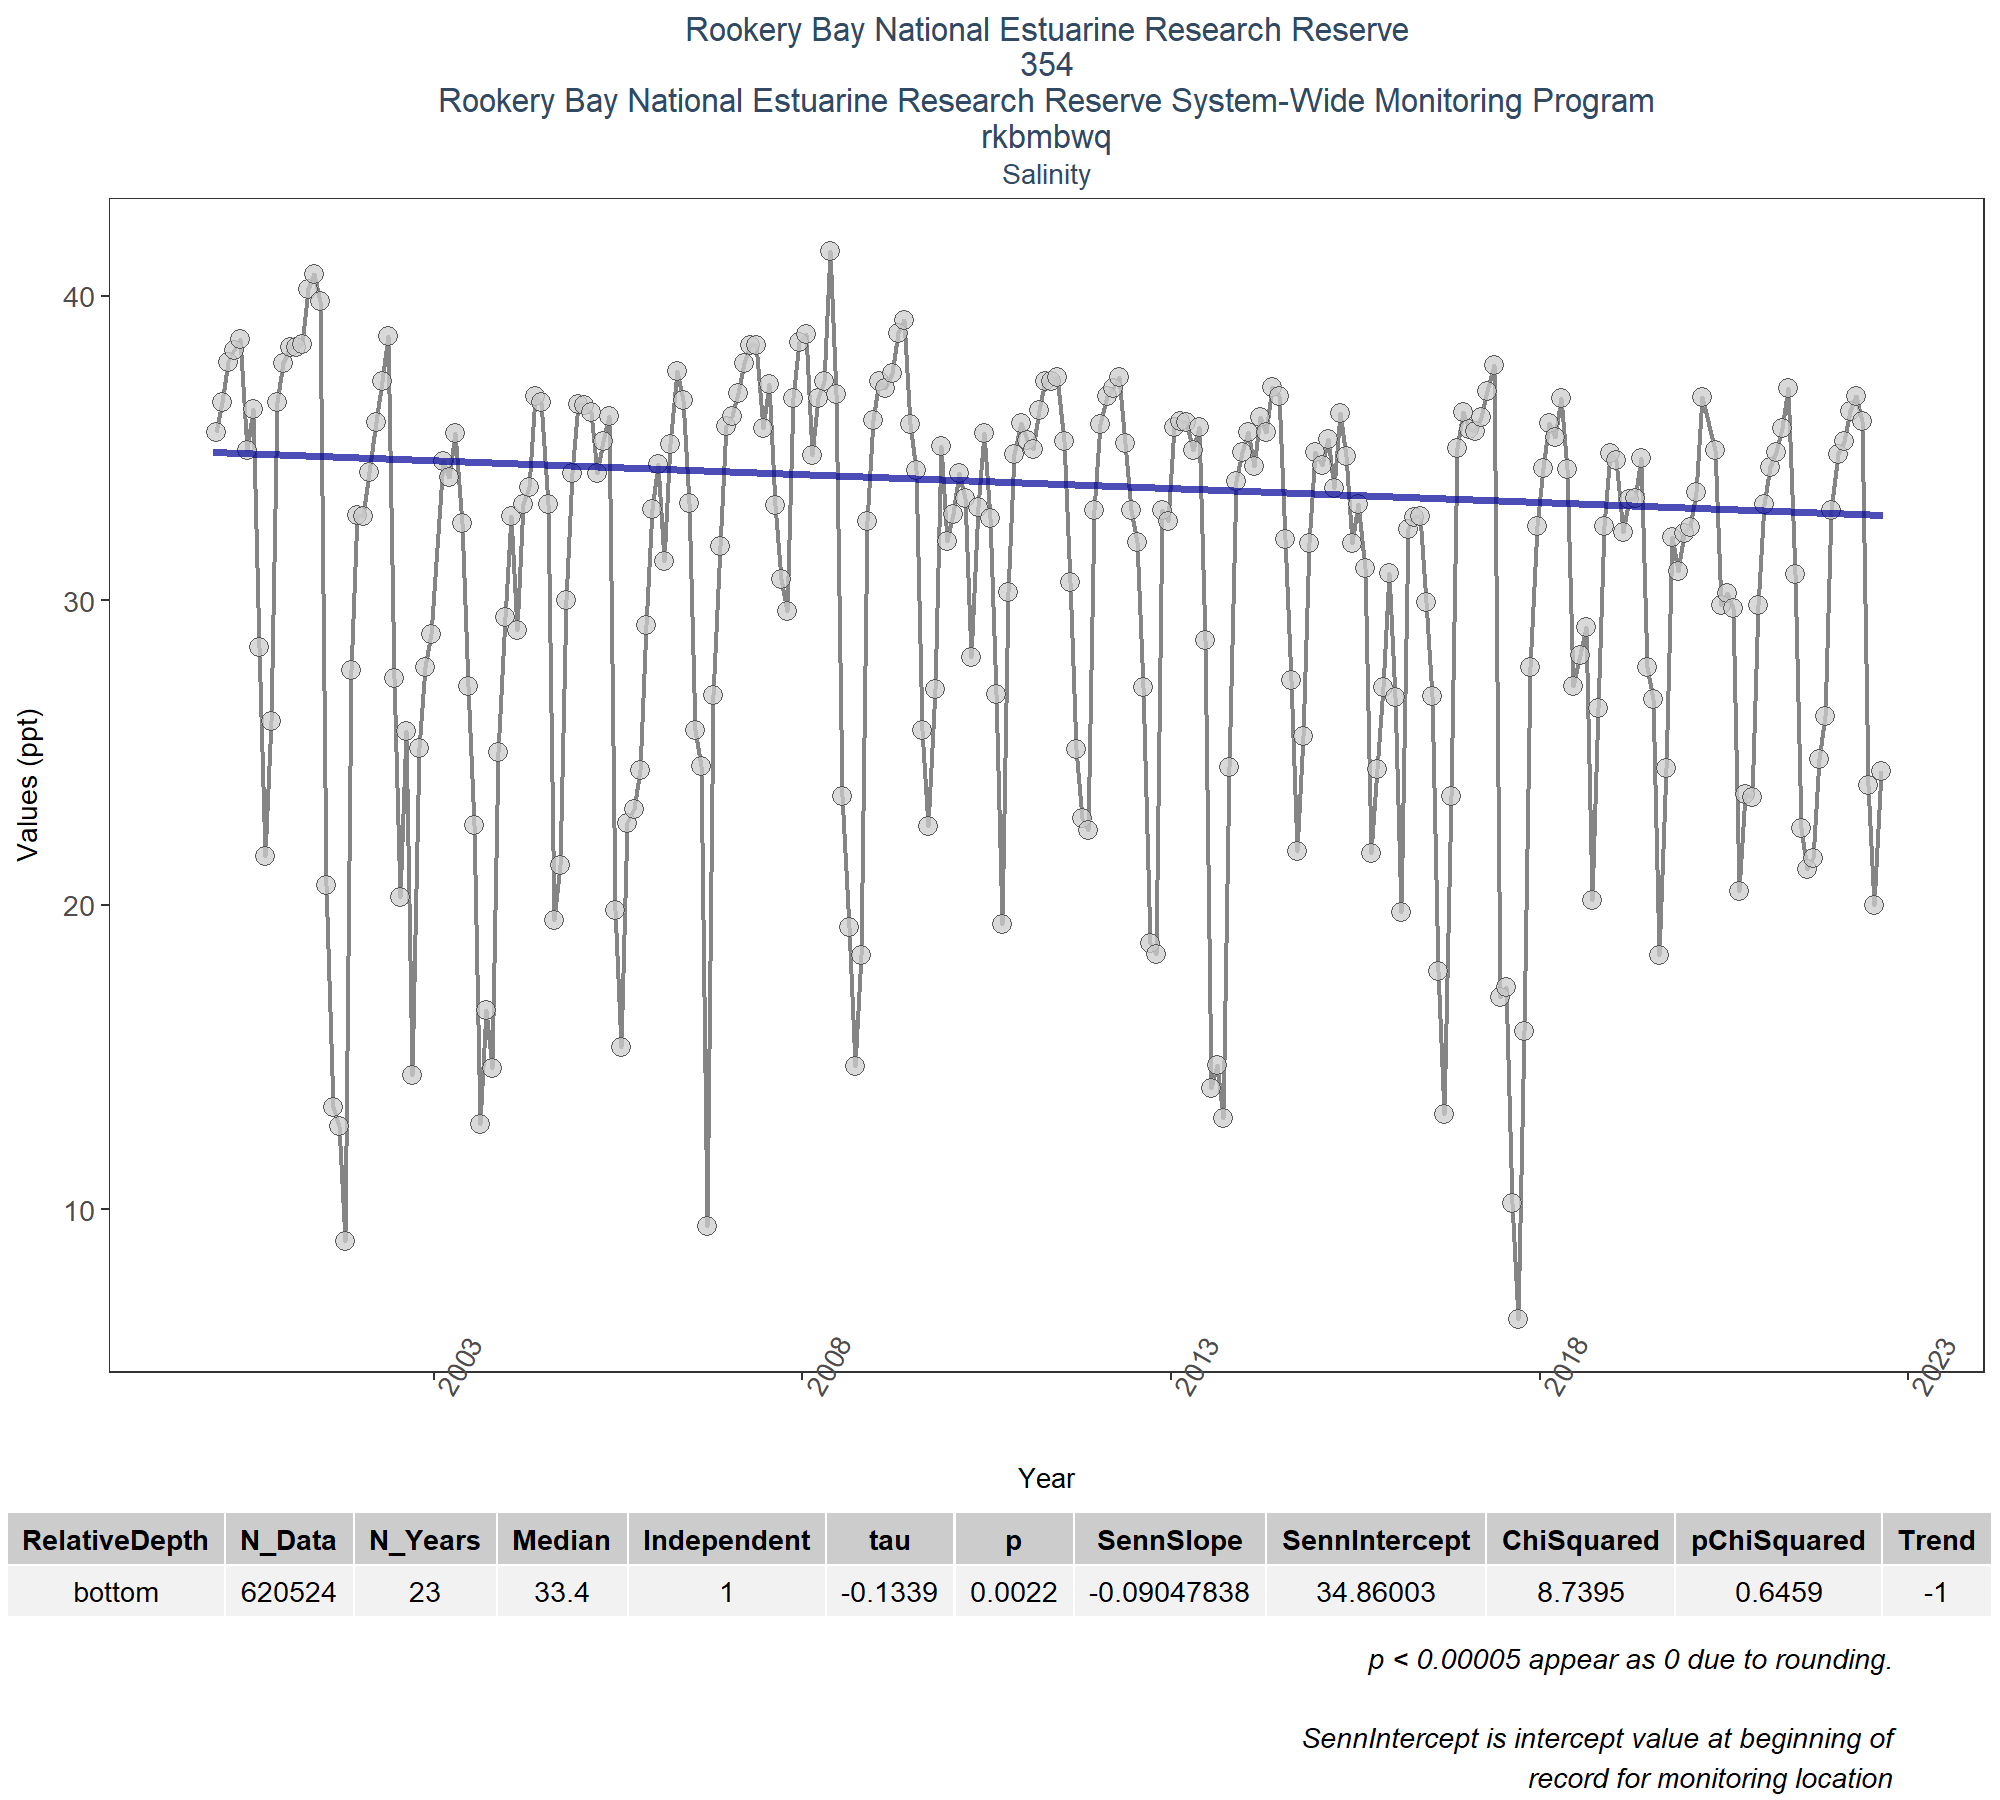 Rookery Bay National Estuarine Research Reserve
354
Rookery Bay National Estuarine Research Reserve System-Wide Monitoring Program
rkbmbwq
Salinity
Values (ppt)
40
30
20
10
2003 2008 2013 2018 2023
Year
RelativeDepth N_Data N_Years Median Independent tau p SennSlope SennIntercept ChiSquared pChiSquared Trend
bottom 620524 23 33.4 1 -0.1339 0.0022 -0.09047838 34.86003 8.7395 0.6459 -1
p < 0.00005 appear as 0 due to rounding.
SennIntercept is intercept value at beginning of
record for monitoring location